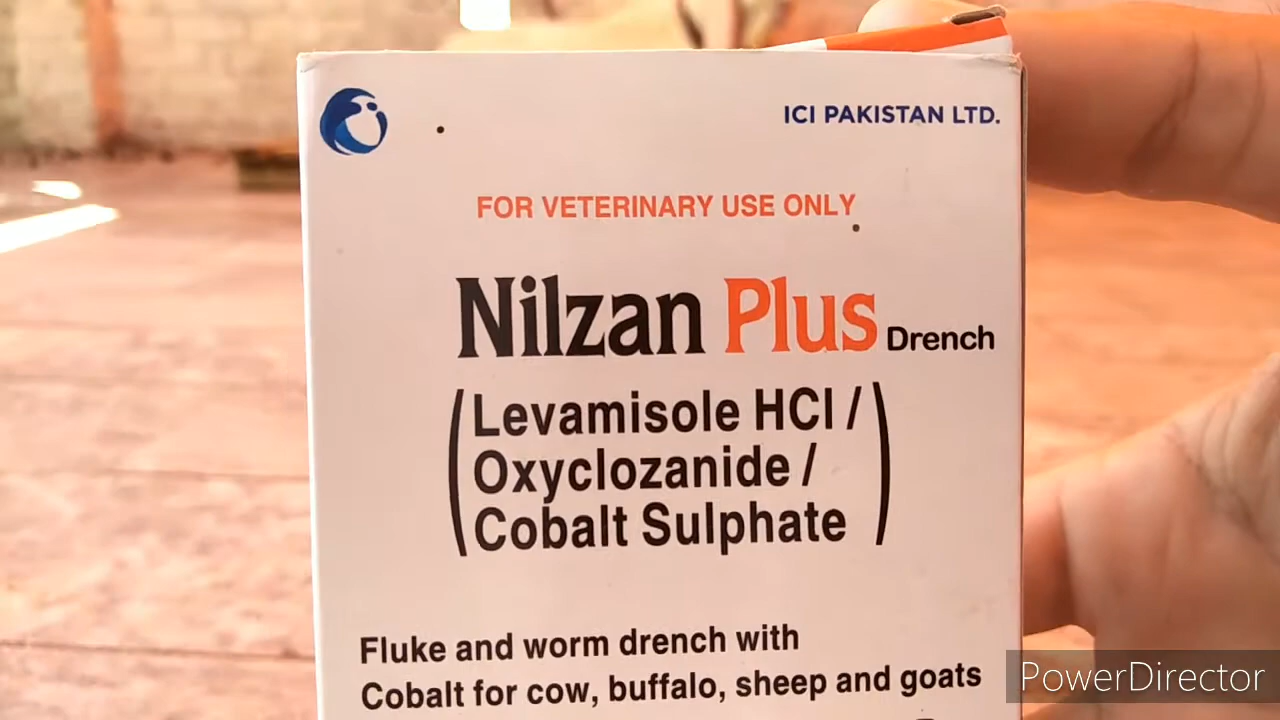 ICI PAKISTAN LTD.
FOR VETERINARY USE ONLY
Nilzan Plus Drench
(Levamisole HCl /
Oxyclozanide /
Cobalt Sulphate)
Fluke and worm drench with
Cobalt for cow, buffalo, sheep and goats
PowerDirector